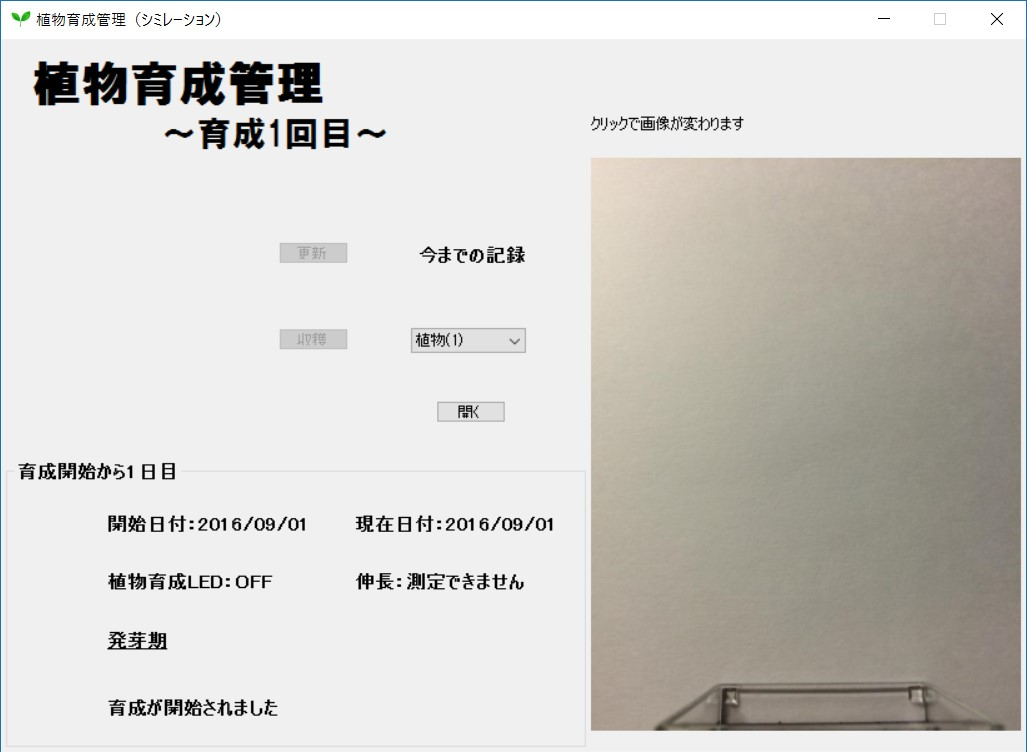 植物育成管理（シミレーション）
植物育成管理
～育成1回目～
クリックで画像が変わります
更新
今までの記録
収穫
植物(1)
開く
育成開始から1 日目
開始日付：2016/09/01
現在日付：2016/09/01
植物育成LED：OFF
伸長：測定できません
発芽期
育成が開始されました